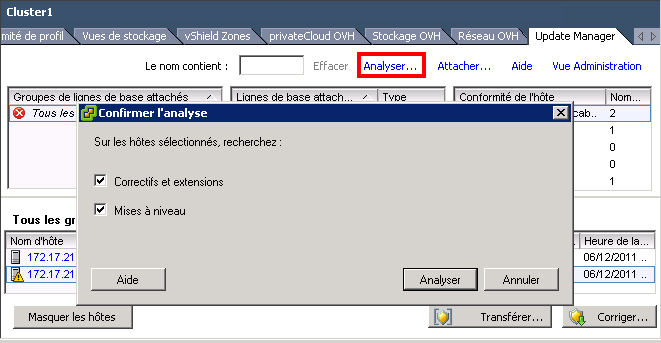 Cluster1
mité de profil Vues de stockage vShield Zones privateCloud OVH Stockage OVH Réseau OVH Update Manager
Le nom contient : Effacer Analyser... Attacher... Aide Vue Administration
Groupes de lignes de base attachés Lignes de base attach... Type Conformité de l'hôte Nom...
Tous les cab.. 2
1
0
0
1
Confirmer l'analyse
Sur les hôtes sélectionnés, recherchez :
Correctifs et extensions
Mises à niveau
Aide Analyser Annuler
Tous les gr
Nom d'hôte Heure de la...
172.17.21 06/12/2011 ..
172.17.21 06/12/2011 ..
Masquer les hôtes Transférer... Corriger...